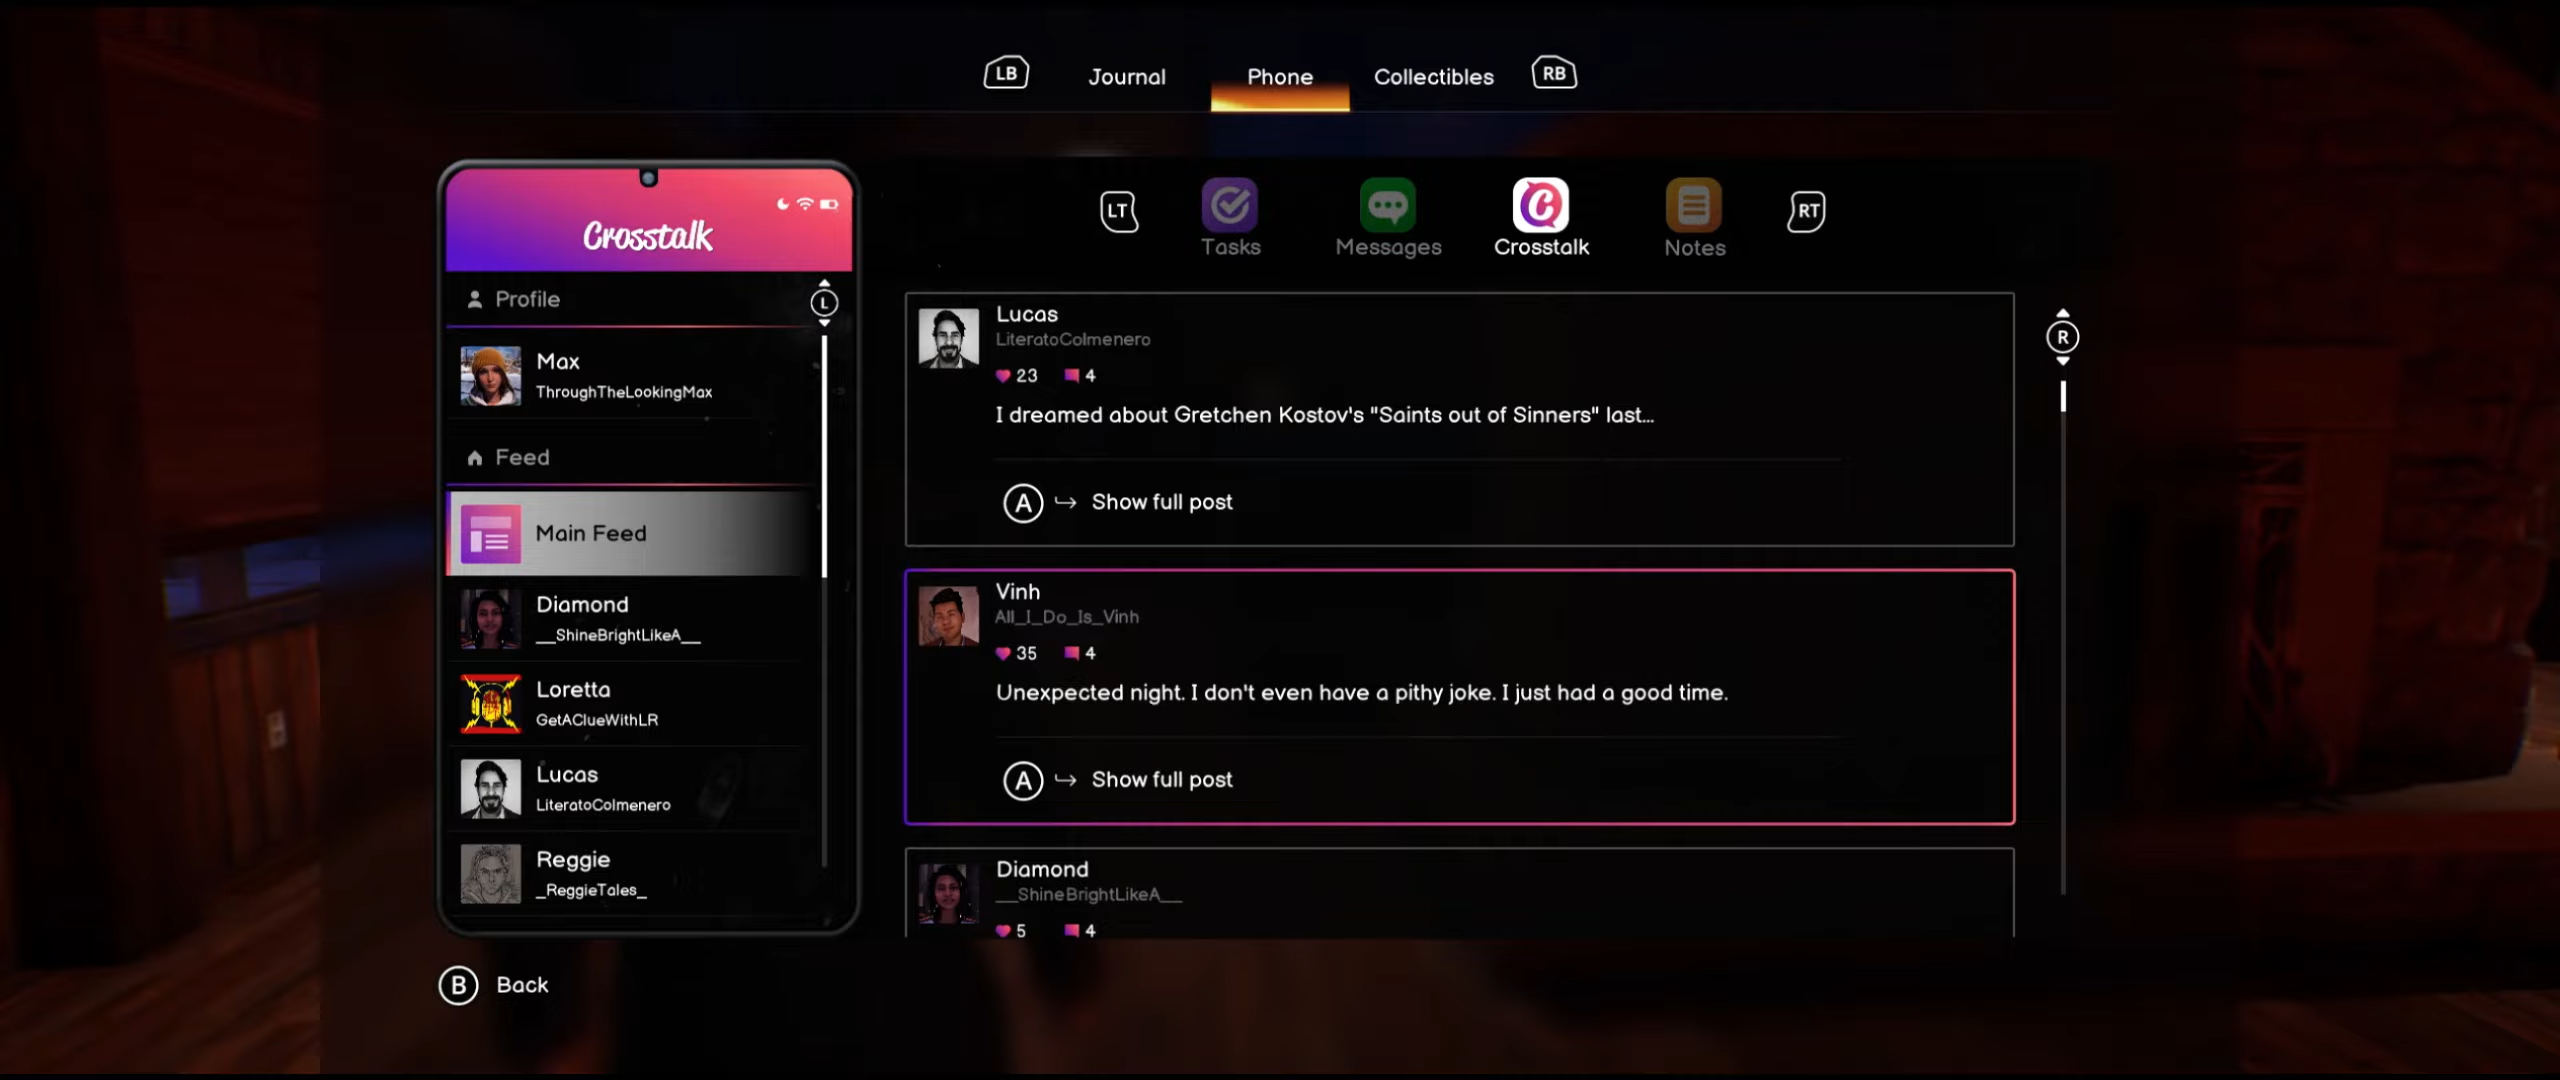 LB Journal Phone Collectibles RB
Crosstalk
LT Tasks Messages Crosstalk Notes RT
Profile
L
Max
ThroughTheLookingMax
Feed
Main Feed
Diamond
__ShineBrightLikeA__
Loretta
GetAClueWithLR
Lucas
LiteratoColmenero
Reggie
_ReggieTales_
Lucas
LiteratoColmenero
23 4
I dreamed about Gretchen Kostov's "Saints out of Sinners" last...
A Show full post
R
Vinh
All_I_Do_Is_Vinh
35 4
Unexpected night. I don't even have a pithy joke. I just had a good time.
A Show full post
Diamond
__ShineBrightLikeA__
5 4
B Back